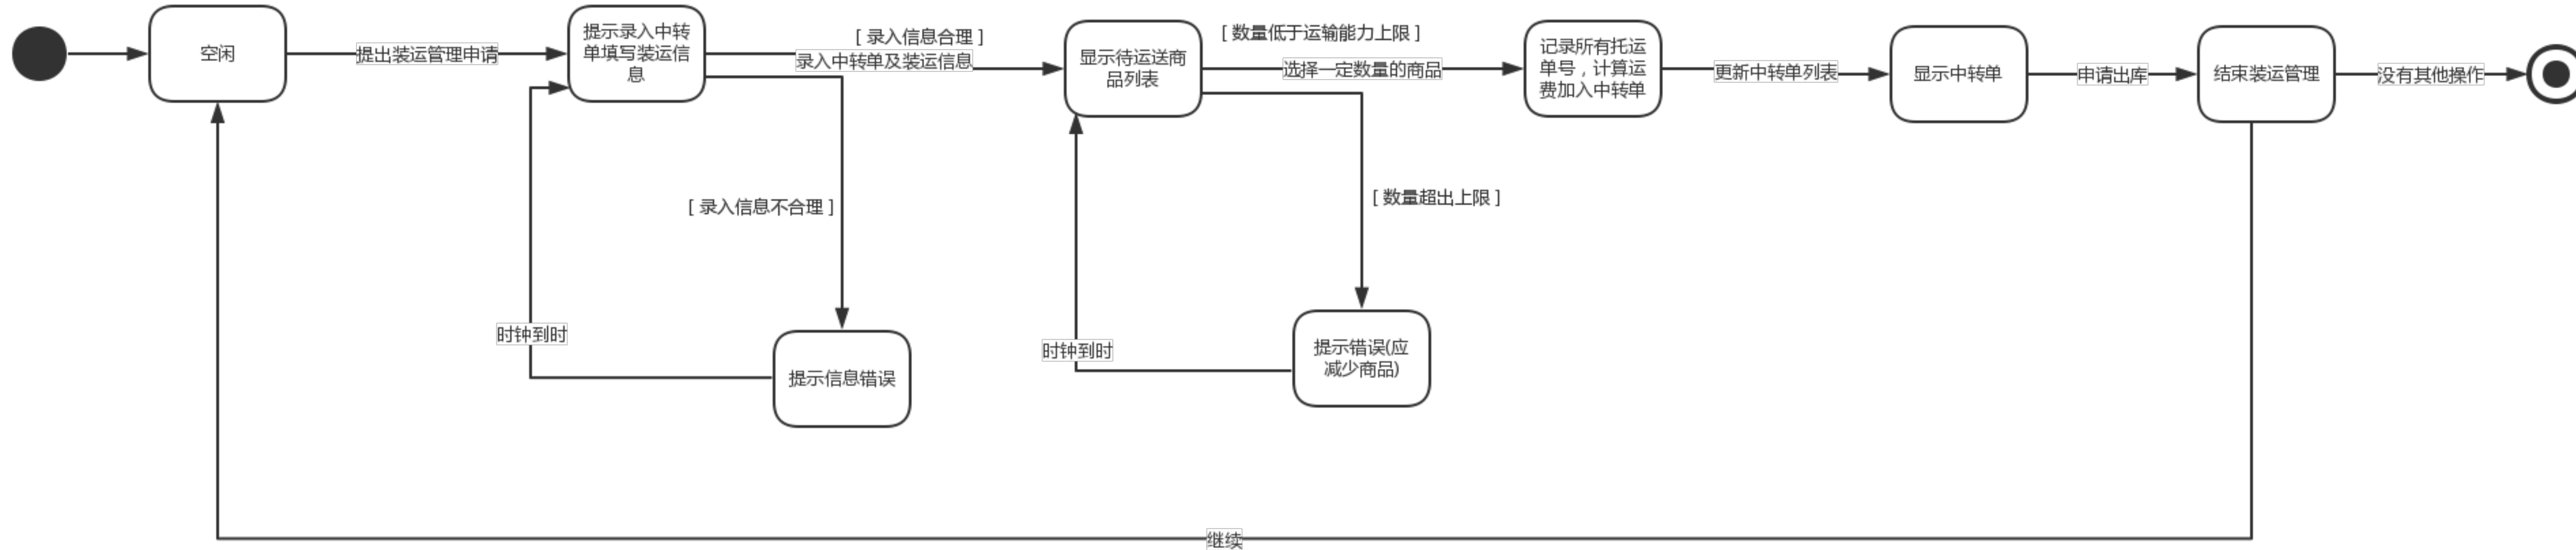 空闲
提出装运管理申请
提示录入中转
单填写装运信
息
[ 录入信息合理 ]
录入中转单及装运信息
显示待运送商
品列表
[ 数量低于运输能力上限 ]
选择一定数量的商品
记录所有托运
单号，计算运
费加入中转单
更新中转单列表
显示中转单
申请出库
结束装运管理
没有其他操作
[ 录入信息不合理 ]
[ 数量超出上限 ]
时钟到时
提示信息错误
时钟到时
提示错误(应
减少商品)
继续